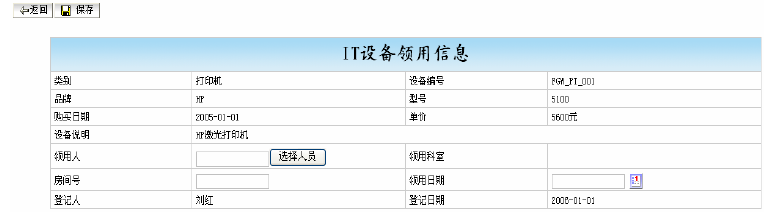 返回 保存
IT设备领用信息
类别 打印机 设备编号 FGW_PT_001
品牌 HP 型号 5100
购买日期 2005-01-01 单价 5600元
设备说明 HP激光打印机
领用人 选择人员 领用科室
房间号 领用日期
登记人 刘红 登记日期 2006-01-01